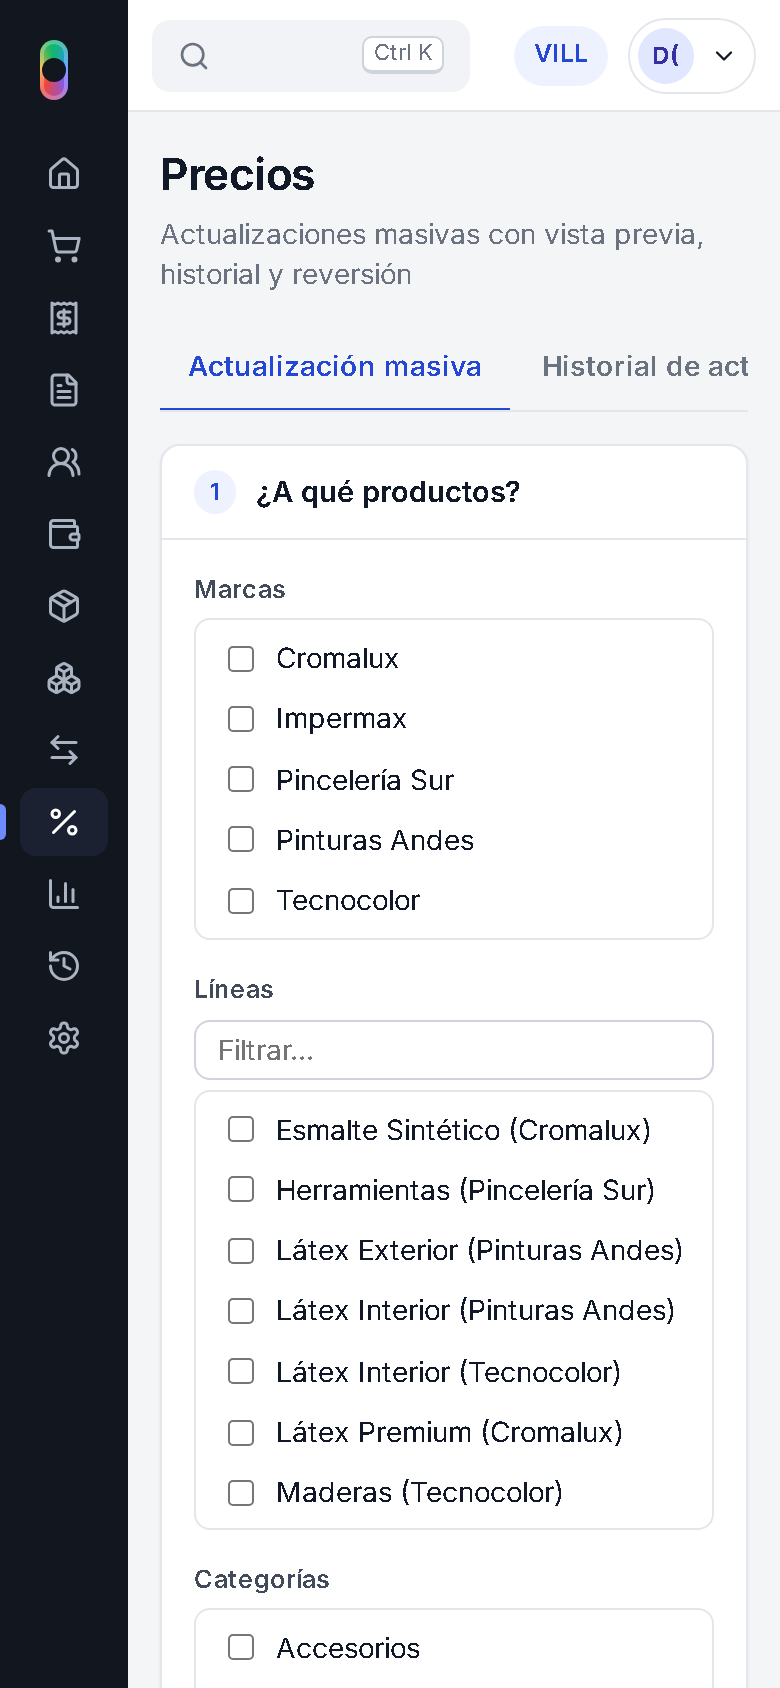 Ctrl K
VILL
D(
Precios
Actualizaciones masivas con vista previa,
historial y reversión
Actualización masiva
Historial de act
1
¿A qué productos?
Marcas
Cromalux
Impermax
Pincelería Sur
Pinturas Andes
Tecnocolor
Líneas
Filtrar...
Esmalte Sintético (Cromalux)
Herramientas (Pincelería Sur)
Látex Exterior (Pinturas Andes)
Látex Interior (Pinturas Andes)
Látex Interior (Tecnocolor)
Látex Premium (Cromalux)
Maderas (Tecnocolor)
Categorías
Accesorios